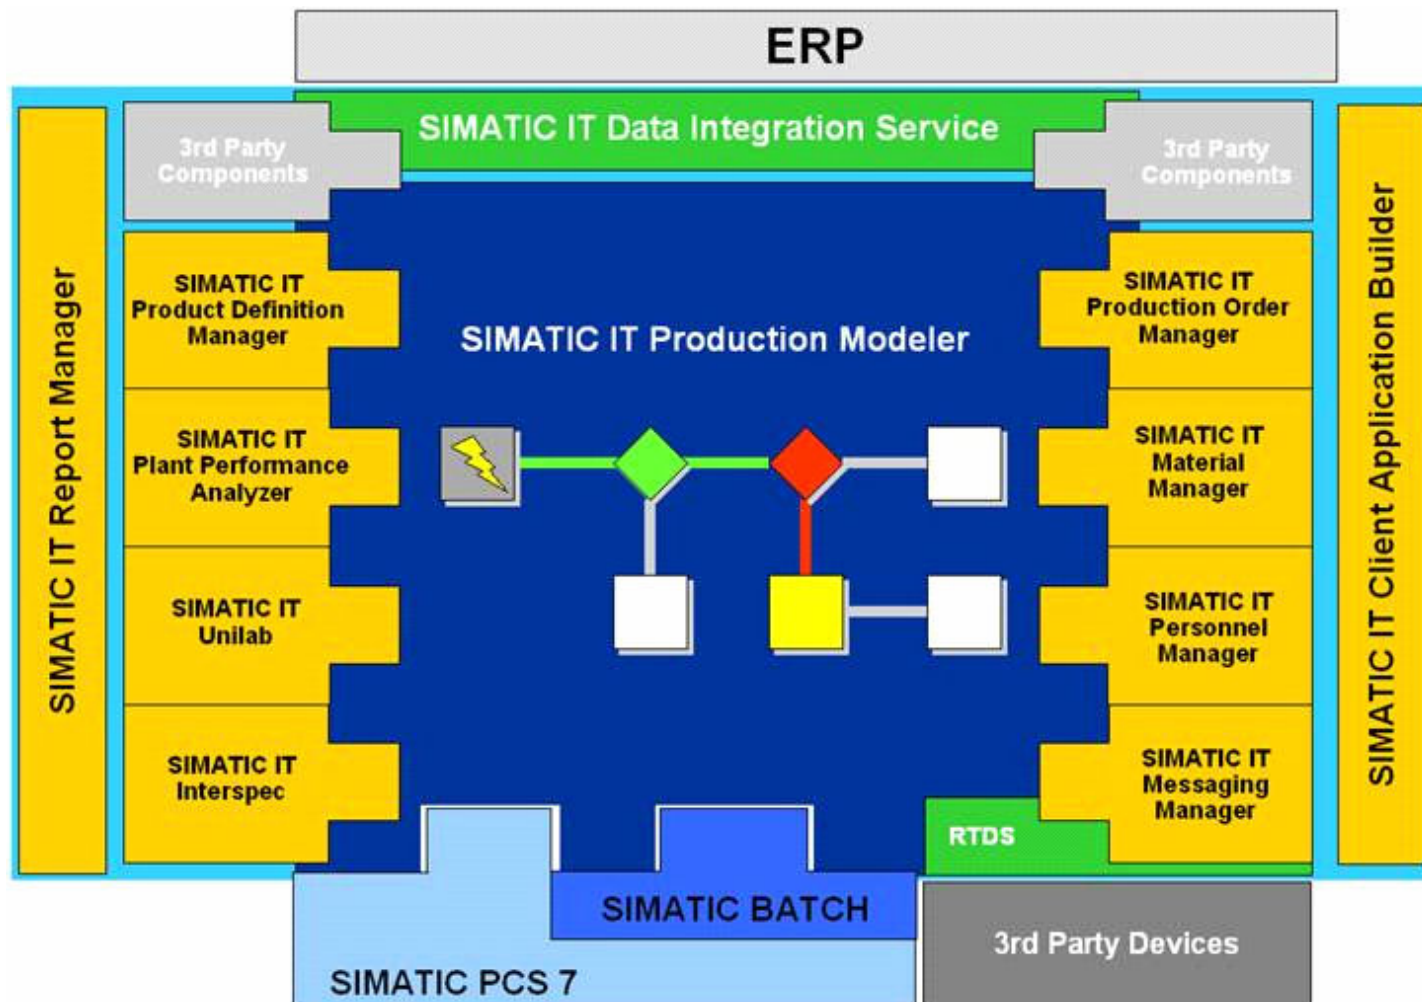 ERP
SIMATIC IT Data Integration Service
3rd Party
Components
3rd Party
Components
SIMATIC IT Report Manager
SIMATIC IT
Product Definition
Manager
SIMATIC IT
Plant Performance
Analyzer
SIMATIC IT
Unilab
SIMATIC IT
Interspec
SIMATIC IT Production Modeler
SIMATIC IT
Production Order
Manager
SIMATIC IT
Material
Manager
SIMATIC IT
Personnel
Manager
SIMATIC IT
Messaging
Manager
SIMATIC IT Client Application Builder
RTDS
SIMATIC BATCH
SIMATIC PCS 7
3rd Party Devices